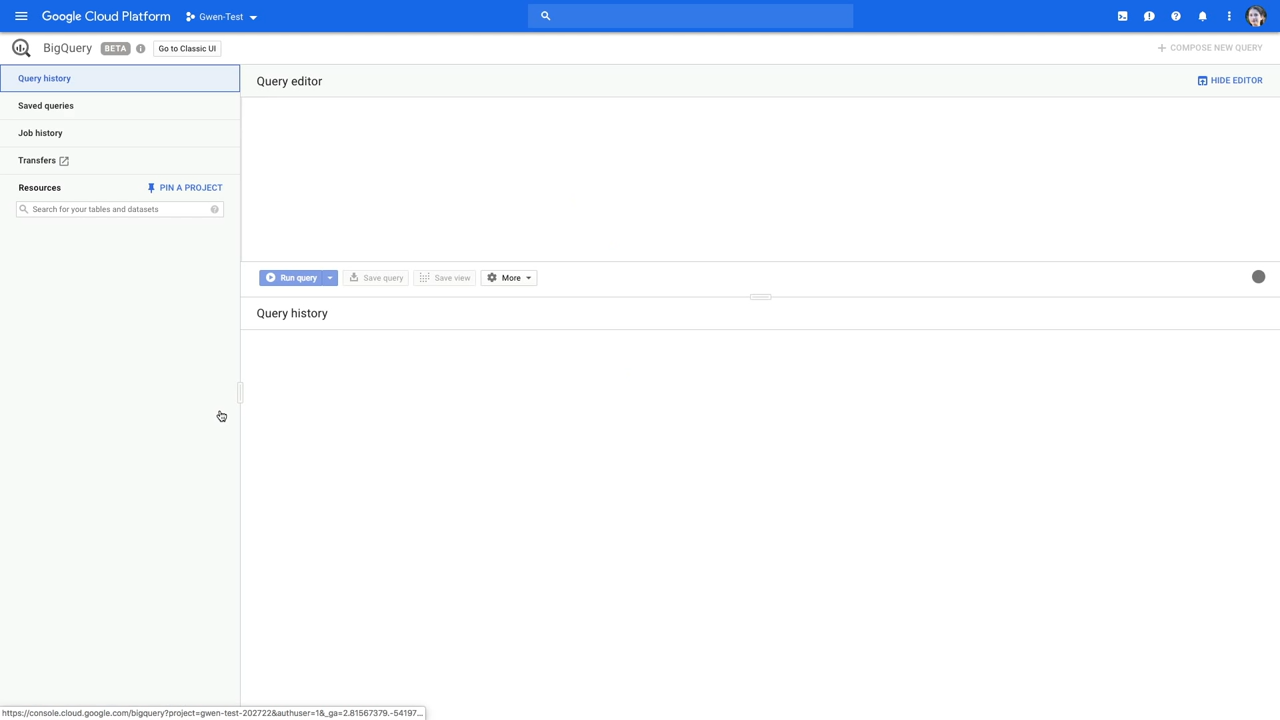 Google Cloud Platform Gwen-Test
BigQuery BETA Go to Classic UI COMPOSE NEW QUERY
Query history
Saved queries
Job history
Transfers
Resources PIN A PROJECT
Search for your tables and datasets
Query editor HIDE EDITOR
Run query Save query Save view More
Query history
https://console.cloud.google.com/bigquery?project=gwen-test-202722&authuser=1&_ga=2.81567379.-54197...